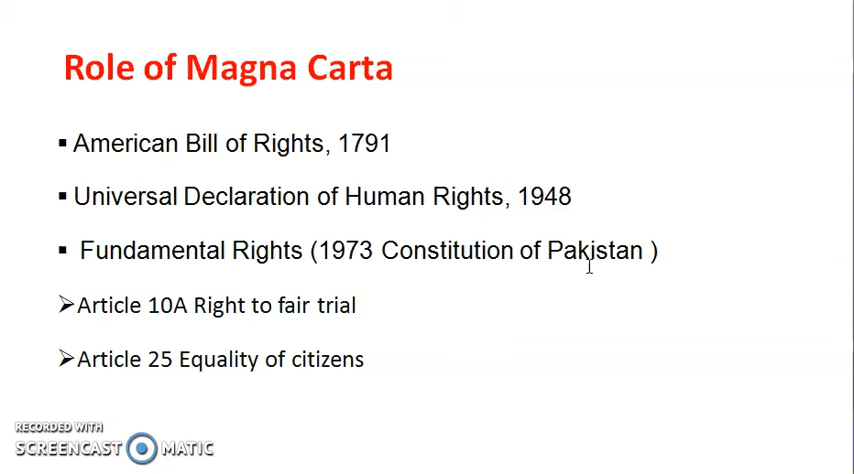 Role of Magna Carta
▪ American Bill of Rights, 1791
▪ Universal Declaration of Human Rights, 1948
▪ Fundamental Rights (1973 Constitution of Pakistan )
➢Article 10A Right to fair trial
➢Article 25 Equality of citizens
RECORDED WITH
SCREENCAST MATIC